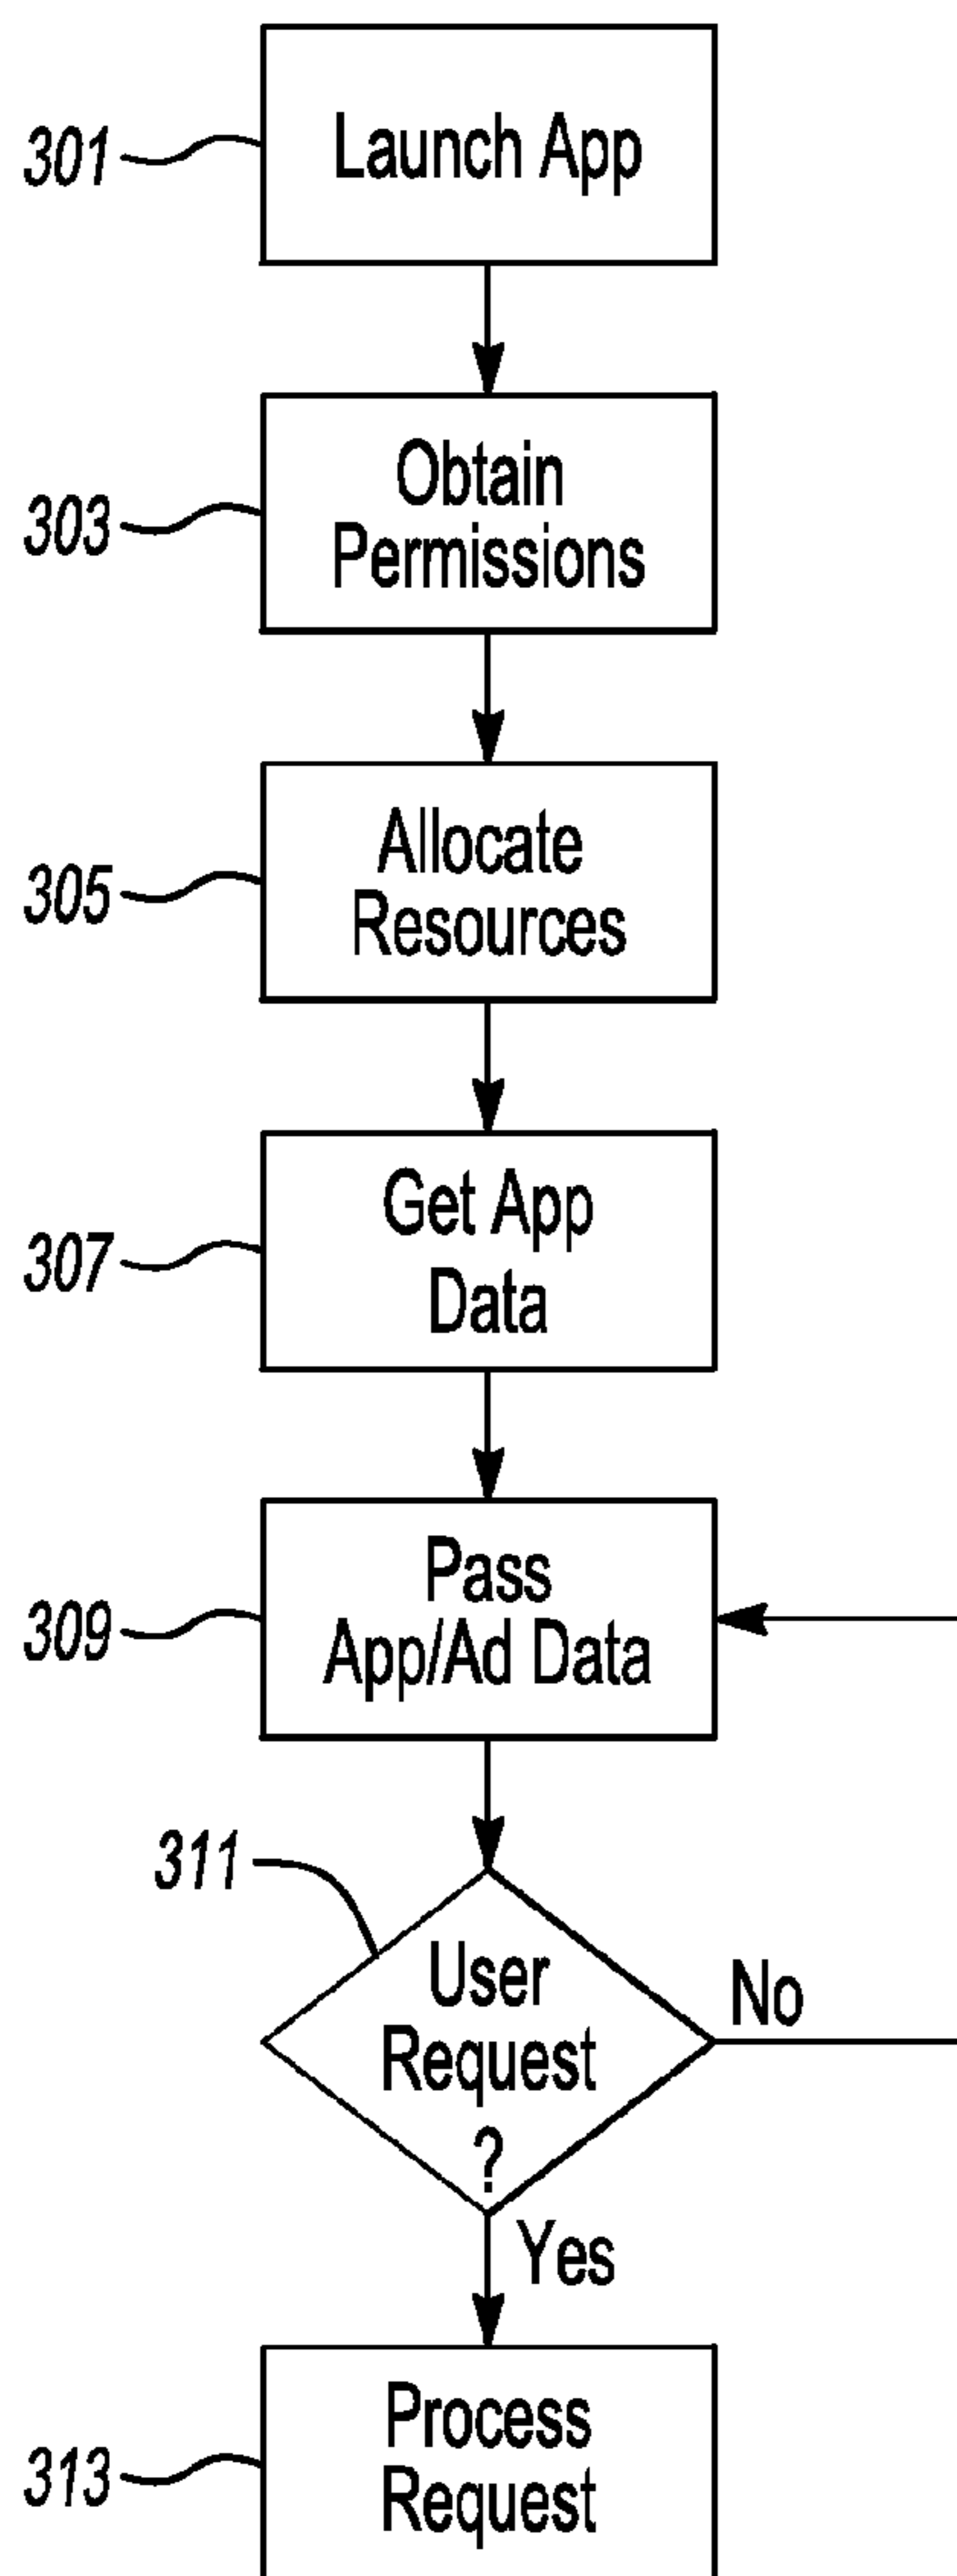 301
Launch App
303
Obtain
Permissions
305
Allocate
Resources
307
Get App
Data
309
Pass
App/Ad Data
311
User
Request
?
No
Yes
313
Process
Request